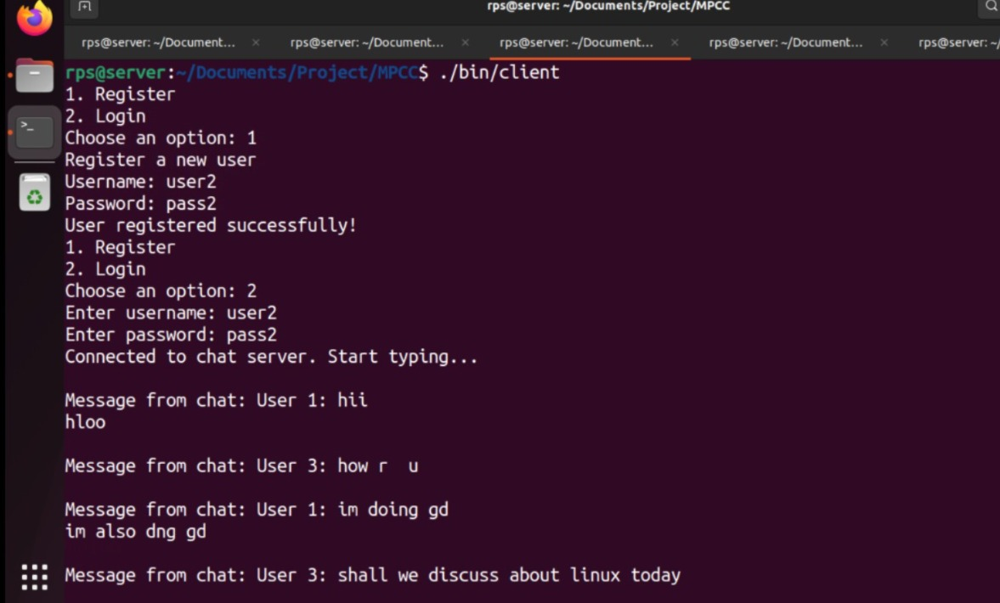 rps@server: ~/Documents/Project/MPCC
rps@server: ~/Document...
rps@server: ~/Document...
rps@server: ~/Document...
rps@server: ~/Document...
rps@server: ~/
rps@server:~/Documents/Project/MPCC$ ./bin/client
1. Register
2. Login
Choose an option: 1
Register a new user
Username: user2
Password: pass2
User registered successfully!
1. Register
2. Login
Choose an option: 2
Enter username: user2
Enter password: pass2
Connected to chat server. Start typing...
Message from chat: User 1: hii
hloo
Message from chat: User 3: how r  u
Message from chat: User 1: im doing gd
im also dng gd
Message from chat: User 3: shall we discuss about linux today